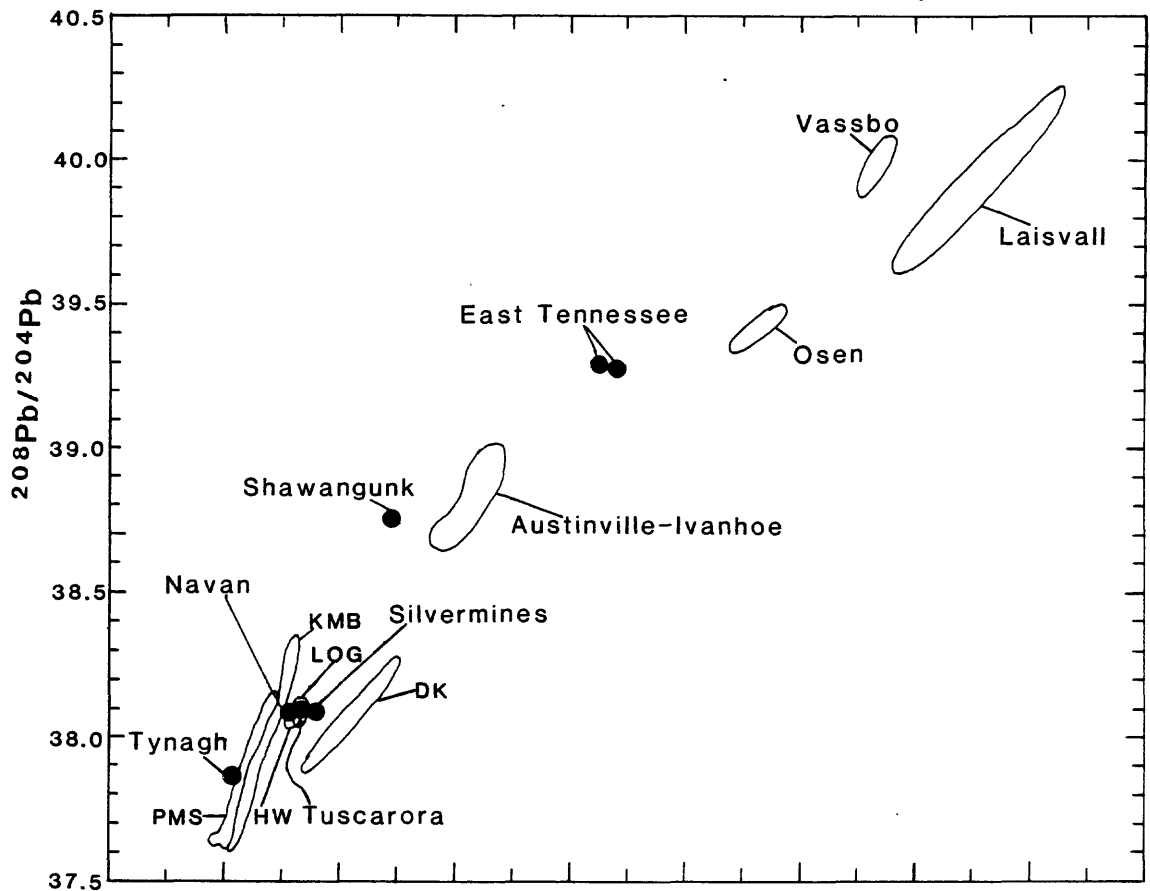 40.5
Vassbo
40.0
Laisvall
39.5
East Tennessee
Osen
208Pb/204Pb
39.0
Shawangunk
Austinville-Ivanhoe
38.5
Navan
Silvermines
KMB
LOG
DK
38.0
Tynagh
PMS
HW
Tuscarora
37.5